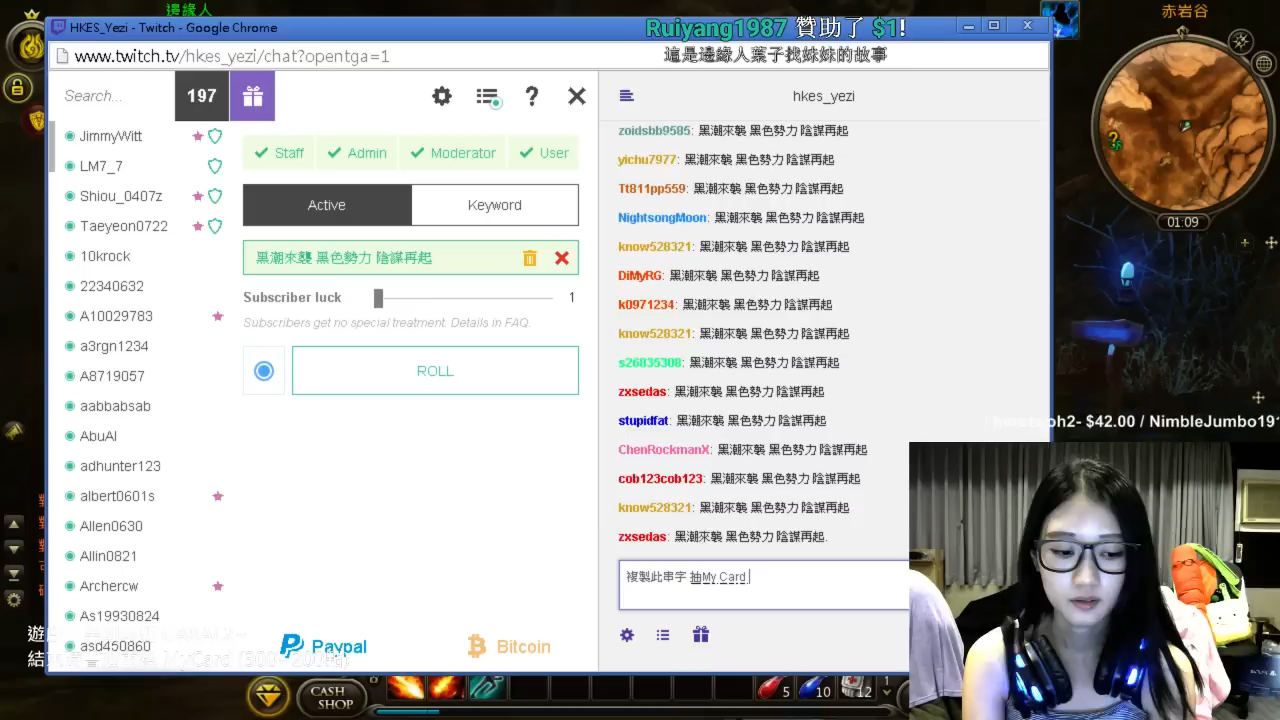 邊緣人
HKES_Yezi - Twitch - Google Chrome
Ruiyang1987 贊助了 $1!
赤岩谷
www.twitch.tv/hkes_yezi/chat?opentga=1
這是邊緣人葉子找妹妹的故事
Search...
197
hkes_yezi
JimmyWitt
LM7_7
Shiou_0407z
Taeyeon0722
10krock
22340632
A10029783
a3rgn1234
A8719057
aabbabsab
AbuAl
adhunter123
albert0601s
Allen0630
Allin0821
Archercw
As19930824
asd450860
Staff
Admin
Moderator
User
Active
Keyword
黑潮來襲 黑色勢力 陰謀再起
Subscriber luck
1
Subscribers get no special treatment. Details in FAQ.
ROLL
Paypal
Bitcoin
zoidsbb9585: 黑潮來襲 黑色勢力 陰謀再起
yichu7977: 黑潮來襲 黑色勢力 陰謀再起
Tt811pp559: 黑潮來襲 黑色勢力 陰謀再起
NightsongMoon: 黑潮來襲 黑色勢力 陰謀再起
know528321: 黑潮來襲 黑色勢力 陰謀再起
DiMyRG: 黑潮來襲 黑色勢力 陰謀再起
k0971234: 黑潮來襲 黑色勢力 陰謀再起
know528321: 黑潮來襲 黑色勢力 陰謀再起
s26835308: 黑潮來襲 黑色勢力 陰謀再起
zxsedas: 黑潮來襲 黑色勢力 陰謀再起
stupidfat: 黑潮來襲 黑色勢力 陰謀再起
ChenRockmanX: 黑潮來襲 黑色勢力 陰謀再起
cob123cob123: 黑潮來襲 黑色勢力 陰謀再起
know528321: 黑潮來襲 黑色勢力 陰謀再起
zxsedas: 黑潮來襲 黑色勢力 陰謀再起.
複製此串字 抽My Card
01:09
$42.00 / NimbleJumbo191
CASH
SHOP
5
10
12
1